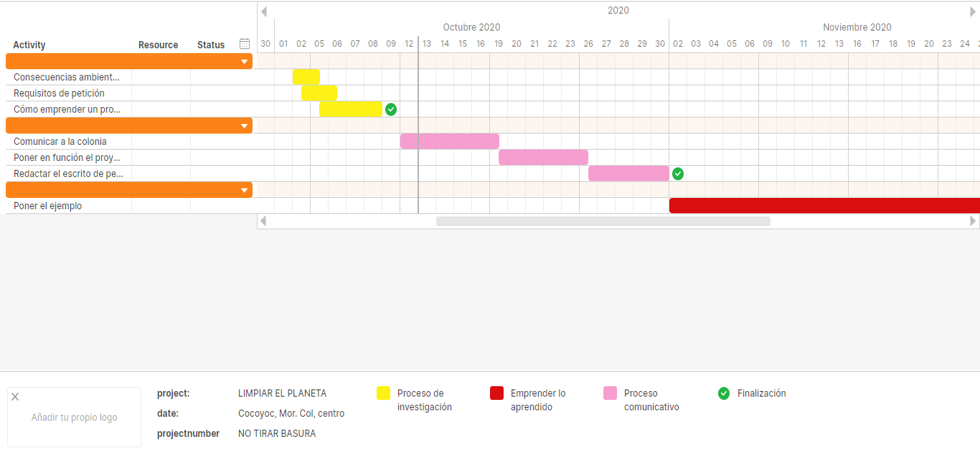 2020
Octubre 2020 Noviembre 2020
Activity Resource Status 30 01 02 05 06 07 08 09 12 13 14 15 16 19 20 21 22 23 26 27 28 29 30 02 03 04 05 06 09 10 11 12 13 16 17 18 19 20 23 24
Consecuencias ambient...
Requisitos de petición
Cómo emprender un pro...
Comunicar a la colonia
Poner en función el proy...
Redactar el escrito de pe...
Poner el ejemplo
Añadir tu propio logo
project: LIMPIAR EL PLANETA
date: Cocoyoc, Mor. Col, centro
projectnumber NO TIRAR BASURA
Proceso de
investigación
Emprender lo
aprendido
Proceso
comunicativo
Finalización